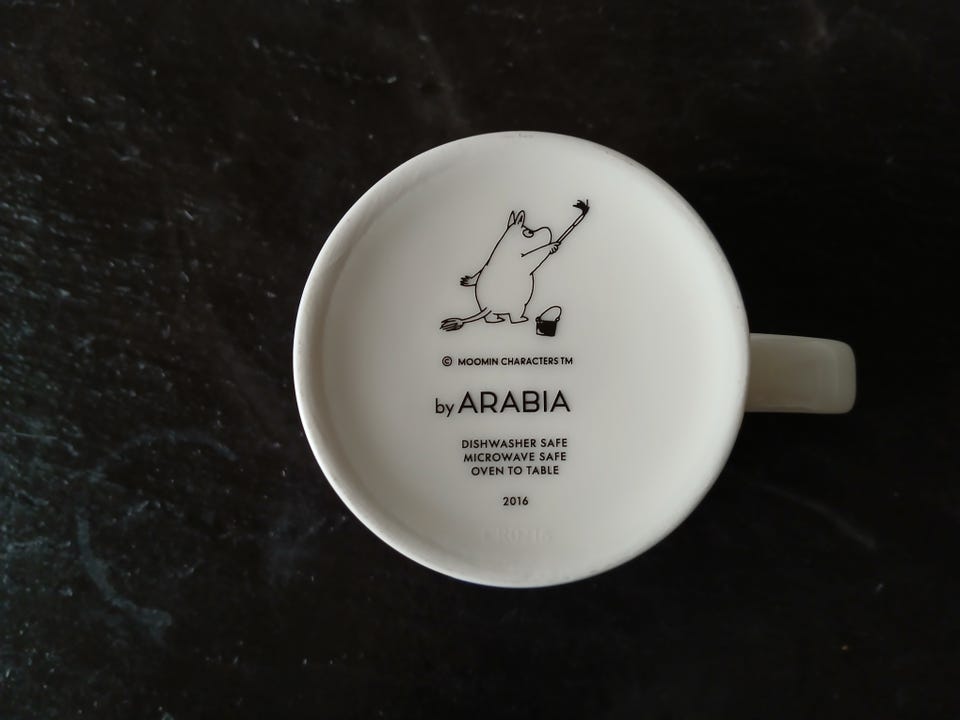 © MOOMIN CHARACTERS TM
by ARABIA
DISHWASHER SAFE
MICROWAVE SAFE
OVEN TO TABLE
2016